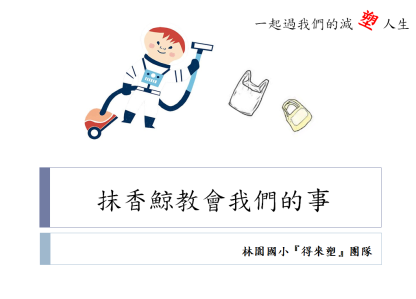 一起過我們的減塑人生
抹香鯨教會我們的事
林園國小『得來塑』團隊